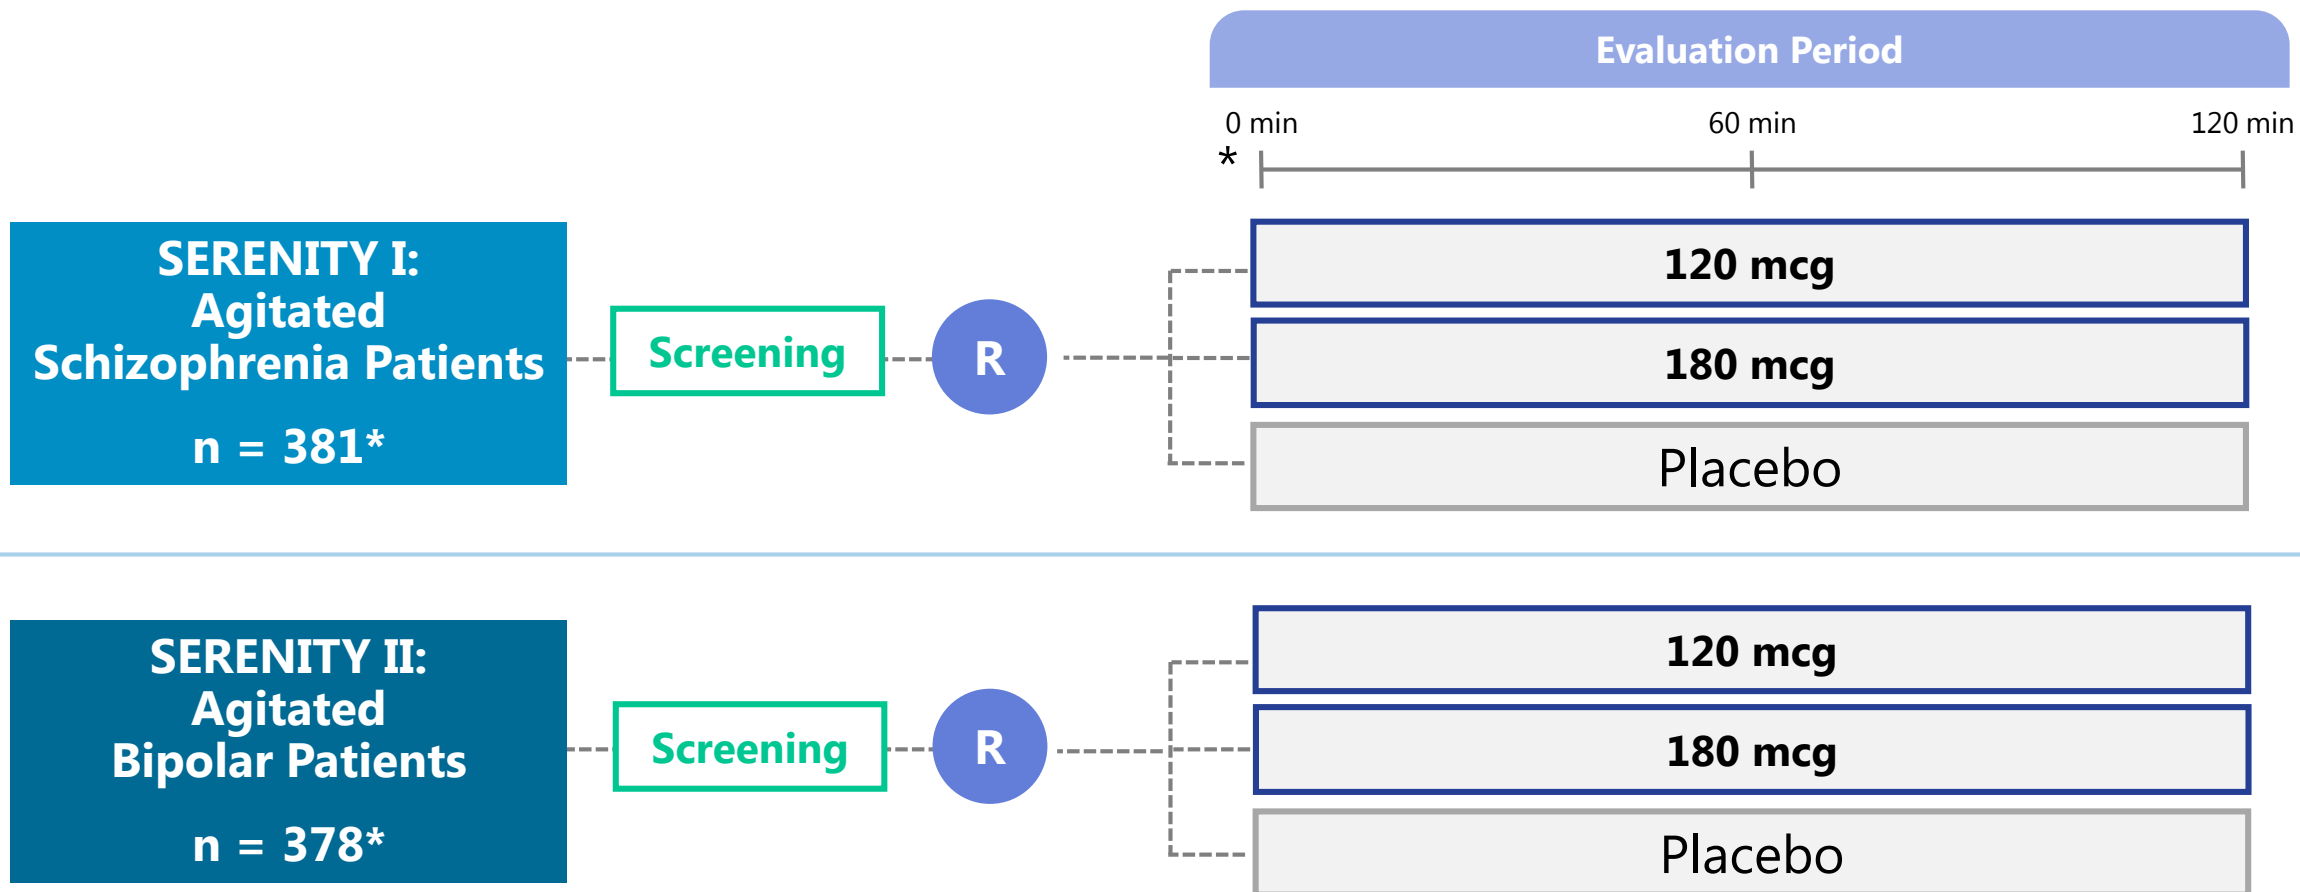 Evaluation Period
0 min
60 min
120 min
*
SERENITY I:
Agitated
Schizophrenia Patients
n = 381*
Screening
R
120 mcg
180 mcg
Placebo
SERENITY II:
Agitated
Bipolar Patients
n = 378*
Screening
R
120 mcg
180 mcg
Placebo